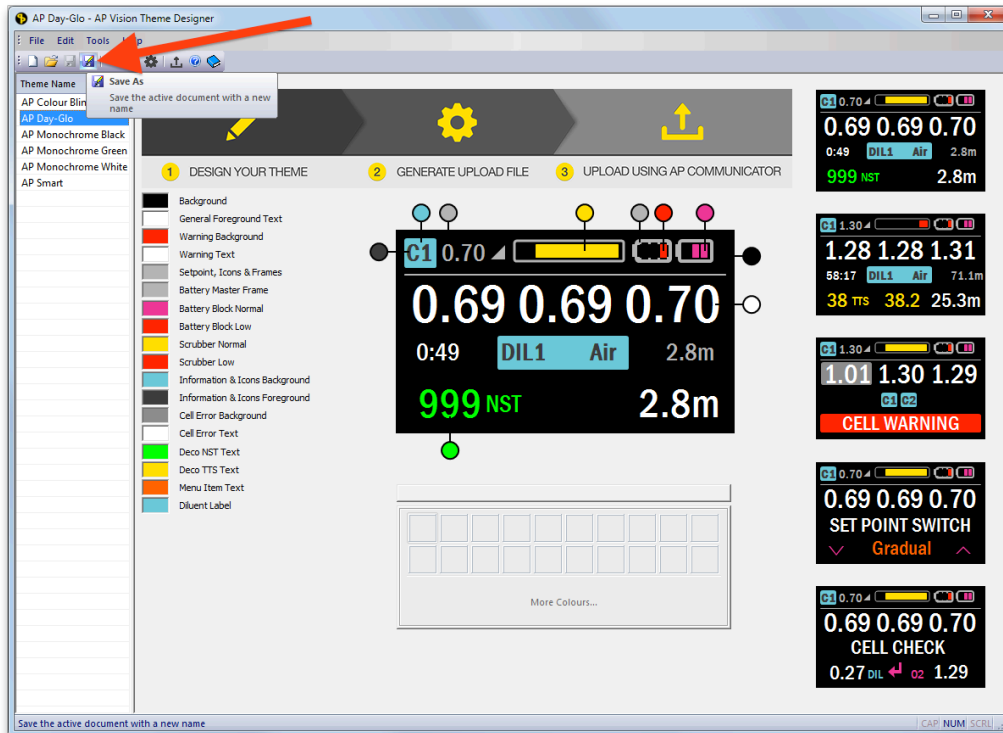 AP Day-Glo - AP Vision Theme Designer
File Edit Tools
Theme Name
Save As
Save the active document with a new
name
AP Colour Blin
AP Day-Glo
AP Monochrome Black
AP Monochrome Green
AP Monochrome White
AP Smart
1 DESIGN YOUR THEME
2 GENERATE UPLOAD FILE
3 UPLOAD USING AP COMMUNICATOR
Background
General Foreground Text
Warning Background
Warning Text
Setpoint, Icons & Frames
Battery Master Frame
Battery Block Normal
Battery Block Low
Scrubber Normal
Scrubber Low
Information & Icons Background
Information & Icons Foreground
Cell Error Background
Cell Error Text
Deco NST Text
Deco TTS Text
Menu Item Text
Diluent Label
C1 0.70
0.69 0.69 0.70
0:49 DIL1 Air 2.8m
999 NST 2.8m
More Colours...
C1 0.70
0.69 0.69 0.70
0:49 DIL1 Air 2.8m
999 NST 2.8m
C1 1.30
1.28 1.28 1.31
58:17 DIL1 Air 71.1m
38 TTS 38.2 25.3m
C1 1.30
1.01 1.30 1.29
C1 C2
CELL WARNING
C1 0.70
0.69 0.69 0.70
SET POINT SWITCH
Gradual
C1 0.70
0.69 0.69 0.70
CELL CHECK
0.27 DIL O2 1.29
Save the active document with a new name
CAP NUM SCRL